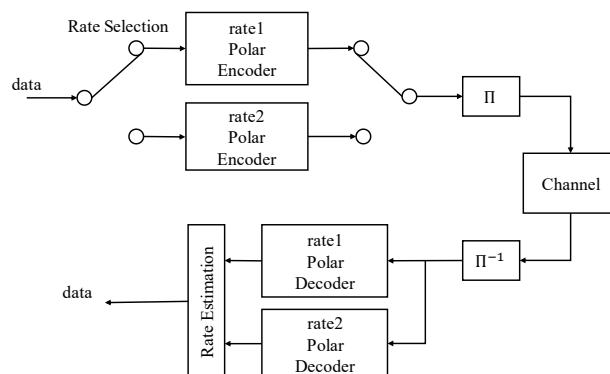 Rate Selection
data
rate1
Polar
Encoder
Π
rate2
Polar
Encoder
Channel
Rate Estimation
rate1
Polar
Decoder
Π⁻¹
data
rate2
Polar
Decoder